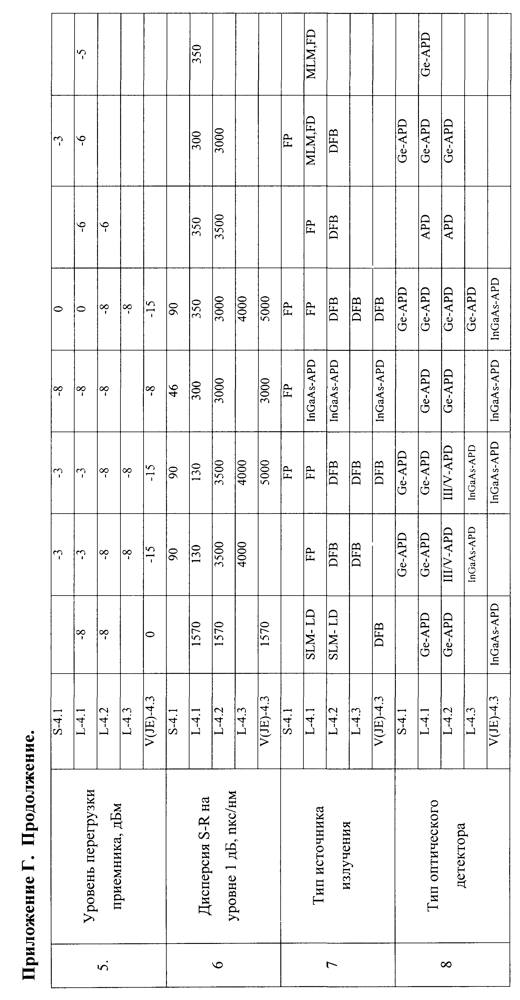 Приложение Г. Продолжение.
5. Уровень перегрузки приемника, дБм
S-4.1 -3 -3 -8 0 -3
L-4.1 -8 -3 -3 -8 0 -6 -6 -5
L-4.2 -8 -8 -8 -8 -8 -6
L-4.3 -8 -8 -8
V(JE)-4.3 0 -15 -15 -8 -15
6 Дисперсия S-R на уровне 1 дБ, пкс/нм
S-4.1 90 90 46 90
L-4.1 1570 130 130 300 350 350 300 350
L-4.2 1570 3500 3500 3000 3000 3500 3000
L-4.3 4000 4000 4000
V(JE)-4.3 1570 5000 3000 5000
7 Тип источника излучения
S-4.1 FP FP FP FP
L-4.1 SLM- LD FP FP InGaAs-APD FP FP MLM,FD MLM,FD
L-4.2 SLM- LD DFB DFB InGaAs-APD DFB DFB DFB
L-4.3 DFB DFB DFB
V(JE)-4.3 DFB DFB InGaAs-APD DFB
8 Тип оптического детектора
S-4.1 Ge-APD Ge-APD Ge-APD Ge-APD
L-4.1 Ge-APD Ge-APD Ge-APD Ge-APD Ge-APD APD Ge-APD Ge-APD
L-4.2 Ge-APD III/V-APD III/V-APD Ge-APD Ge-APD APD Ge-APD
L-4.3 InGaAs-APD InGaAs-APD Ge-APD
V(JE)-4.3 InGaAs-APD InGaAs-APD InGaAs-APD InGaAs-APD